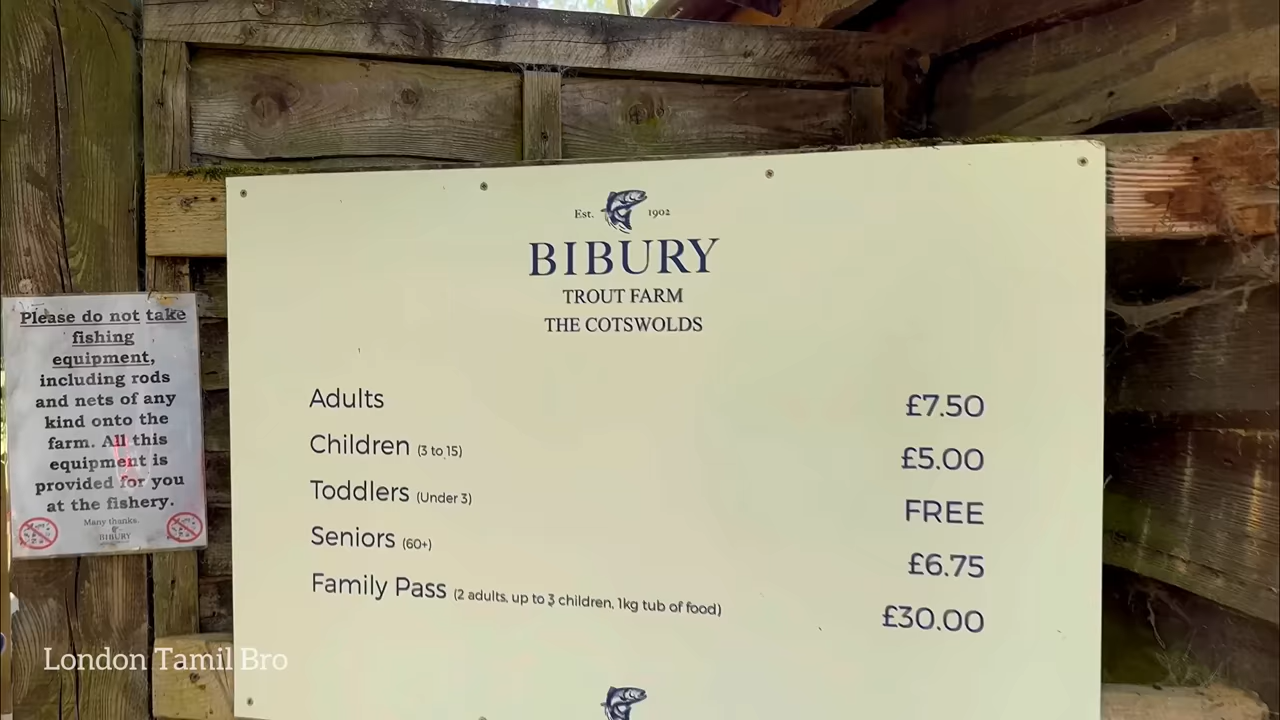 Est. 1902
BIBURY
TROUT FARM
THE COTSWOLDS
Adults £7.50
Children (3 to 15) £5.00
Toddlers (Under 3) FREE
Seniors (60+) £6.75
Family Pass (2 adults, up to 3 children, 1kg tub of food) £30.00
Please do not take
fishing
equipment,
including rods
and nets of any
kind onto the
farm. All this
equipment is
provided for you
at the fishery.
Many thanks.
BIBURY
London Tamil Bro